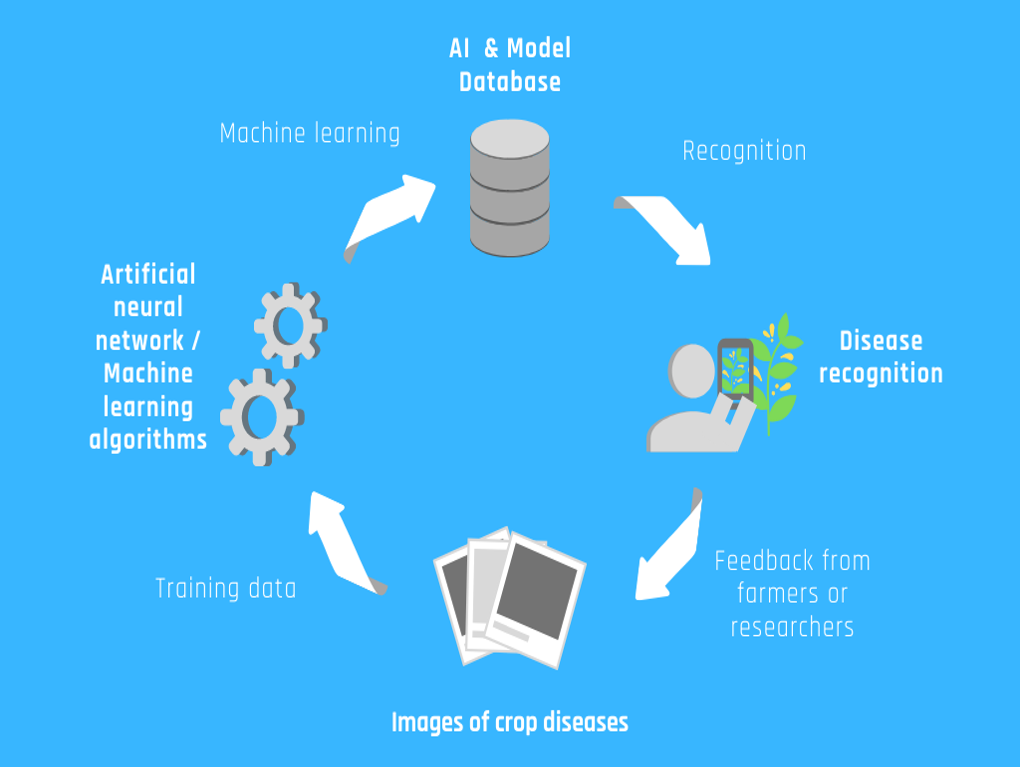 AI & Model
Database
Machine learning
Recognition
Artificial
neural
network /
Machine
learning
algorithms
Disease
recognition
Training data
Feedback from
farmers or
researchers
Images of crop diseases